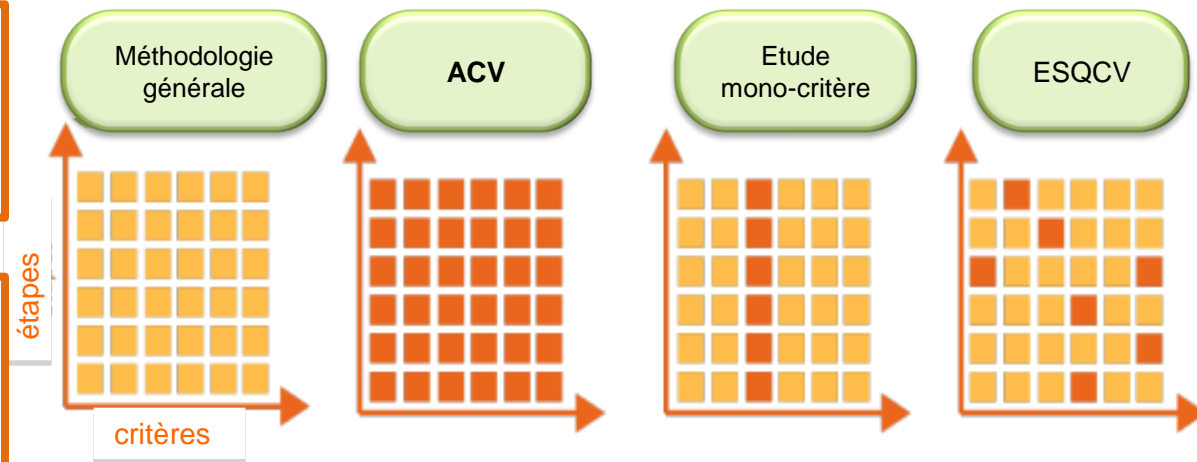 Méthodologie
générale
ACV
Etude
mono-critère
ESQCV
étapes
critères